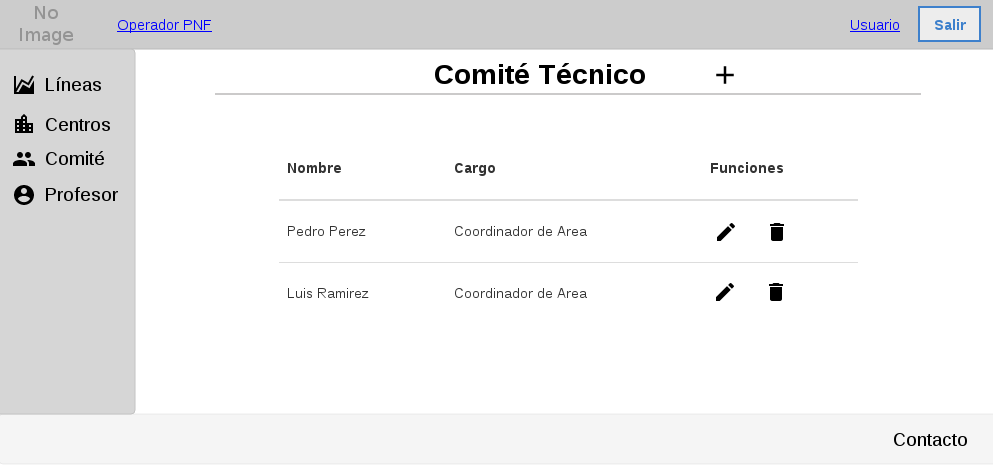 No
Image
Operador PNF
Usuario
Salir
Líneas
Centros
Comité
Profesor
Comité Técnico
Nombre Cargo Funciones
Pedro Perez Coordinador de Area
Luis Ramirez Coordinador de Area
Contacto